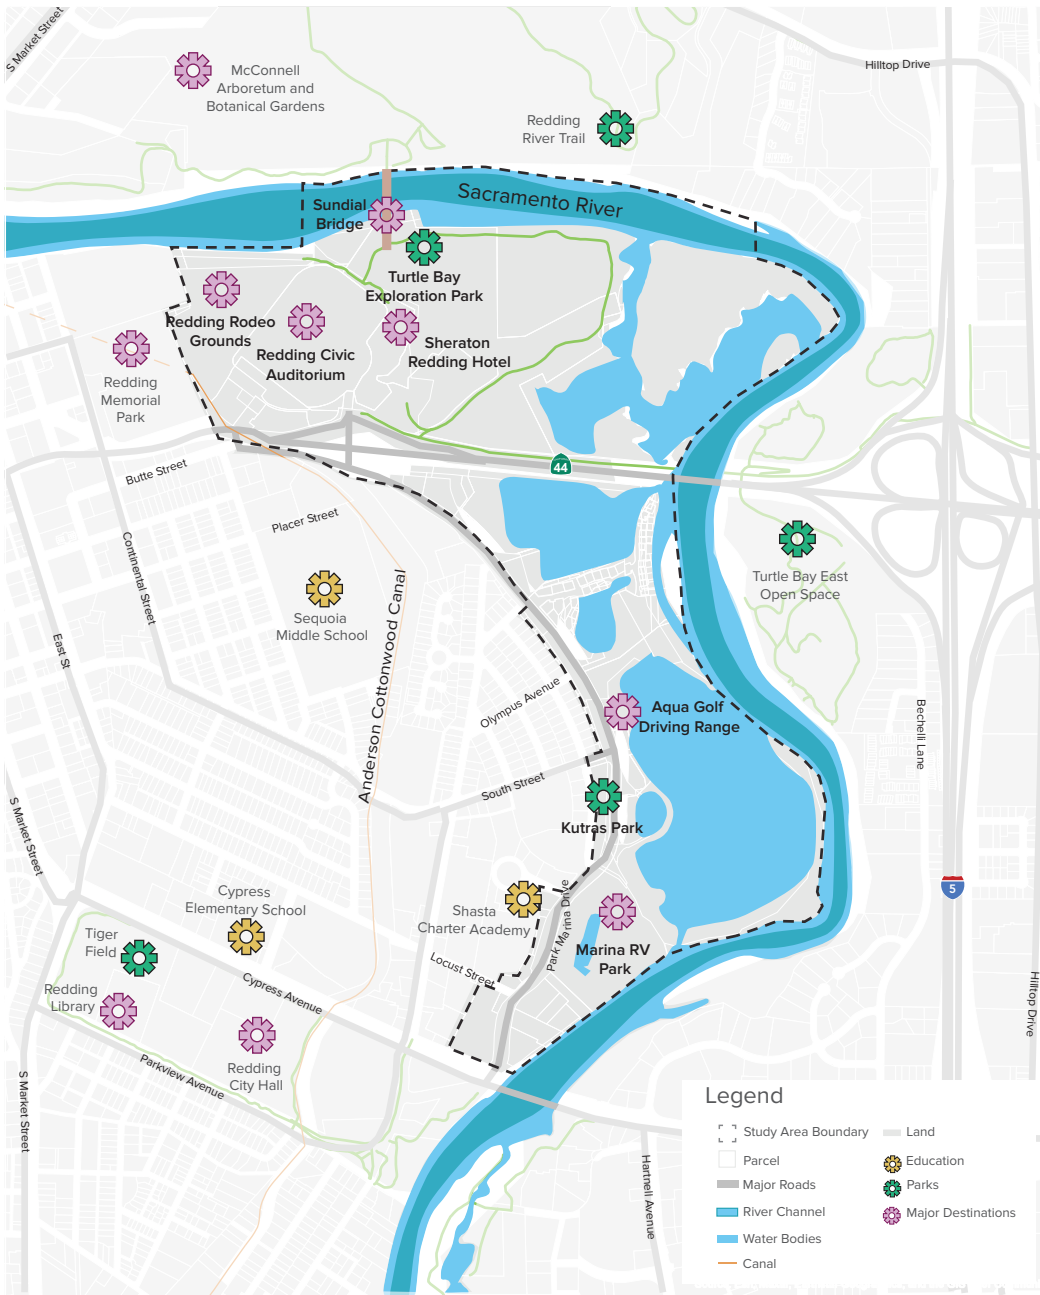 S Market Street
McConnell
Arboretum and
Botanical Gardens
Hilltop Drive
Redding
River Trail
Sacramento River
Sundial
Bridge
Turtle Bay
Exploration Park
Redding Rodeo
Grounds
Redding Civic
Auditorium
Sheraton
Redding Hotel
Redding
Memorial
Park
Butte Street
44
Placer Street
Continental Street
Turtle Bay East
Open Space
Sequoia
Middle School
Anderson Cottonwood Canal
East St
Olympus Avenue
Aqua Golf
Driving Range
Bechelli Lane
South Street
Kutras Park
S Market Street
5
Cypress
Elementary School
Shasta
Charter Academy
Park Marina Drive
Marina RV
Park
Tiger
Field
Locust Street
Redding
Library
Cypress Avenue
Hilltop Drive
Redding
City Hall
Parkview Avenue
S Market Street
Hartnell Avenue
Legend
Study Area Boundary
Land
Parcel
Education
Major Roads
Parks
River Channel
Major Destinations
Water Bodies
Canal